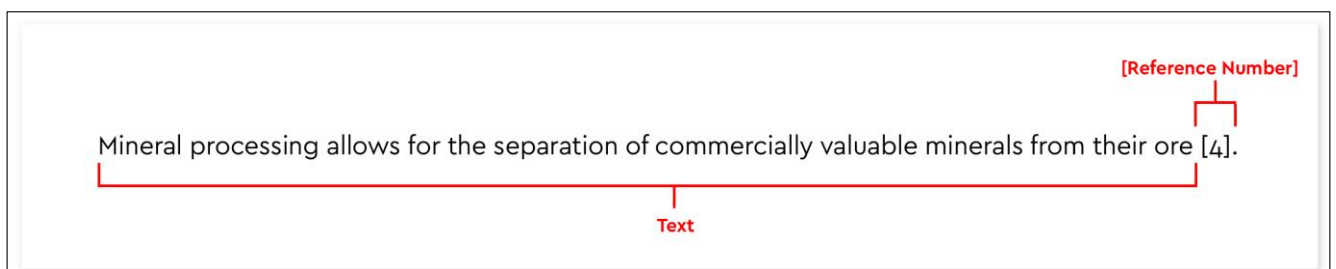 [Reference Number]
Mineral processing allows for the separation of commercially valuable minerals from their ore [4].
Text